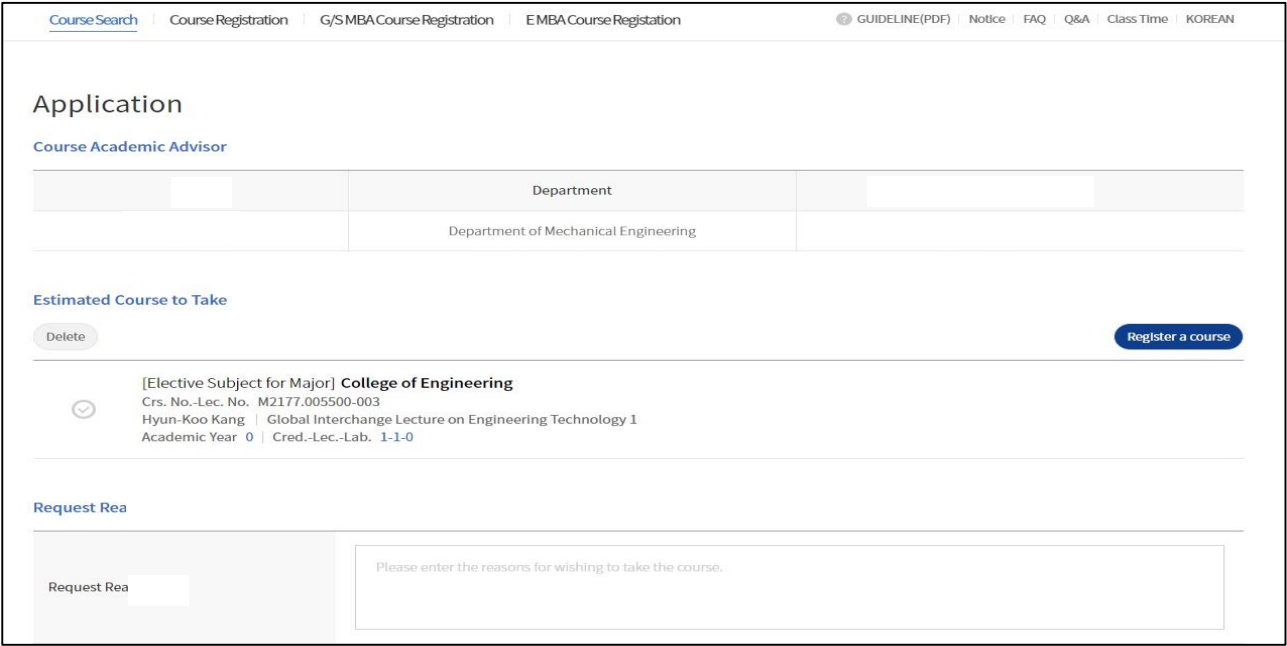 Course Search Course Registration G/S MBA Course Registration E MBA Course Registation GUIDELINE(PDF) Notice FAQ Q&A Class Time KOREAN
Application
Course Academic Advisor
Department
Department of Mechanical Engineering
Estimated Course to Take
Delete Register a course
[Elective Subject for Major] College of Engineering
Crs. No.-Lec. No. M2177.005500-003
Hyun-Koo Kang | Global Interchange Lecture on Engineering Technology 1
Academic Year 0 | Cred.-Lec.-Lab. 1-1-0
Request Rea
Request Rea Please enter the reasons for wishing to take the course.